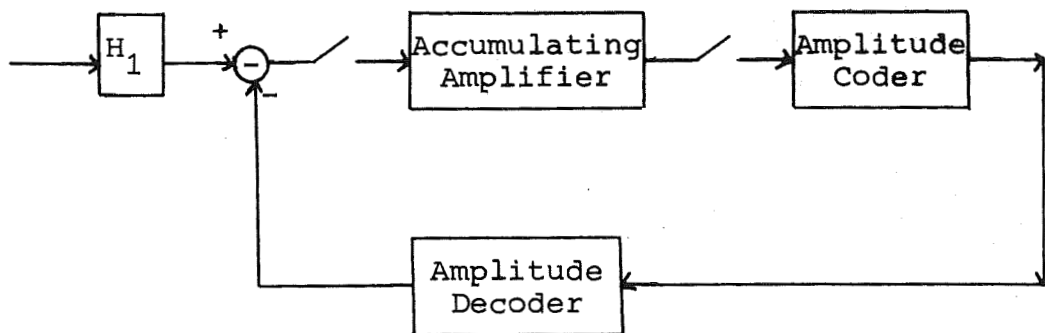 H1
+
-
-
Accumulating
Amplifier
Amplitude
Coder
Amplitude
Decoder